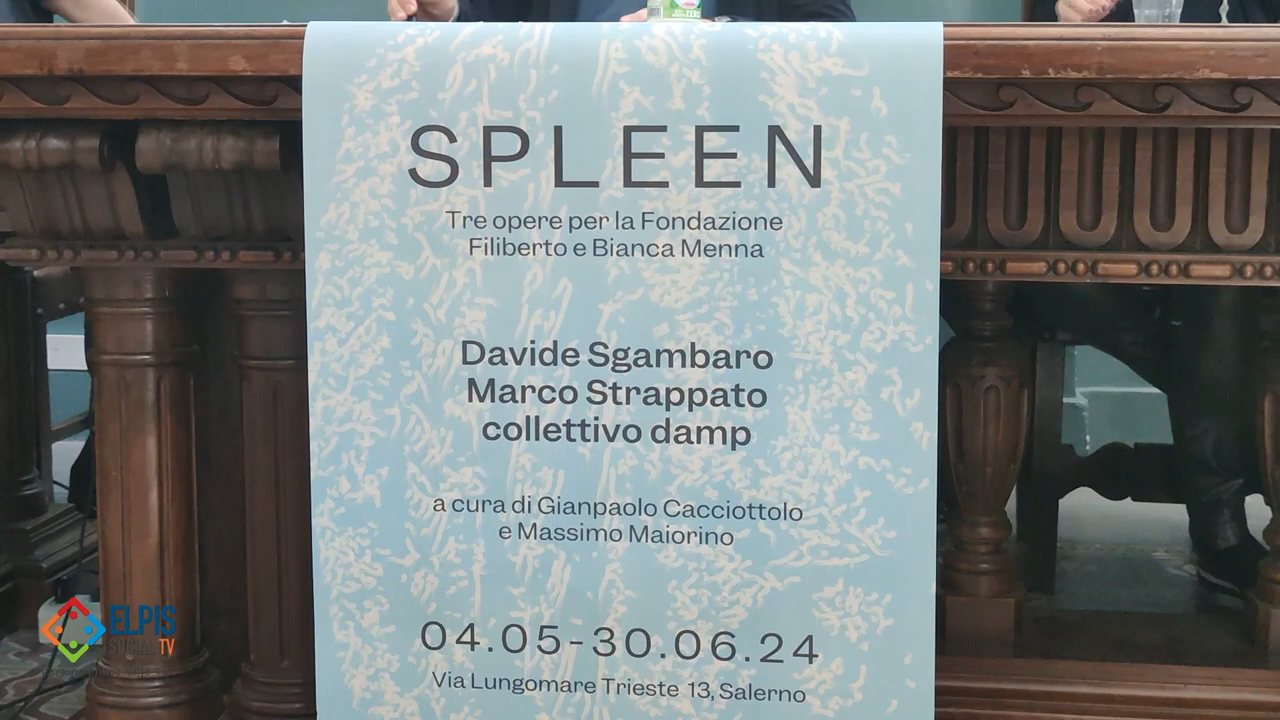 SPLEEN
Tre opere per la Fondazione
Filiberto e Bianca Menna
Davide Sgambaro
Marco Strappato
collettivo damp
a cura di Gianpaolo Cacciottolo
e Massimo Maiorino
04.05-30.06.24
Via Lungomare Trieste 13, Salerno
ELPIS
SOCIAL TV